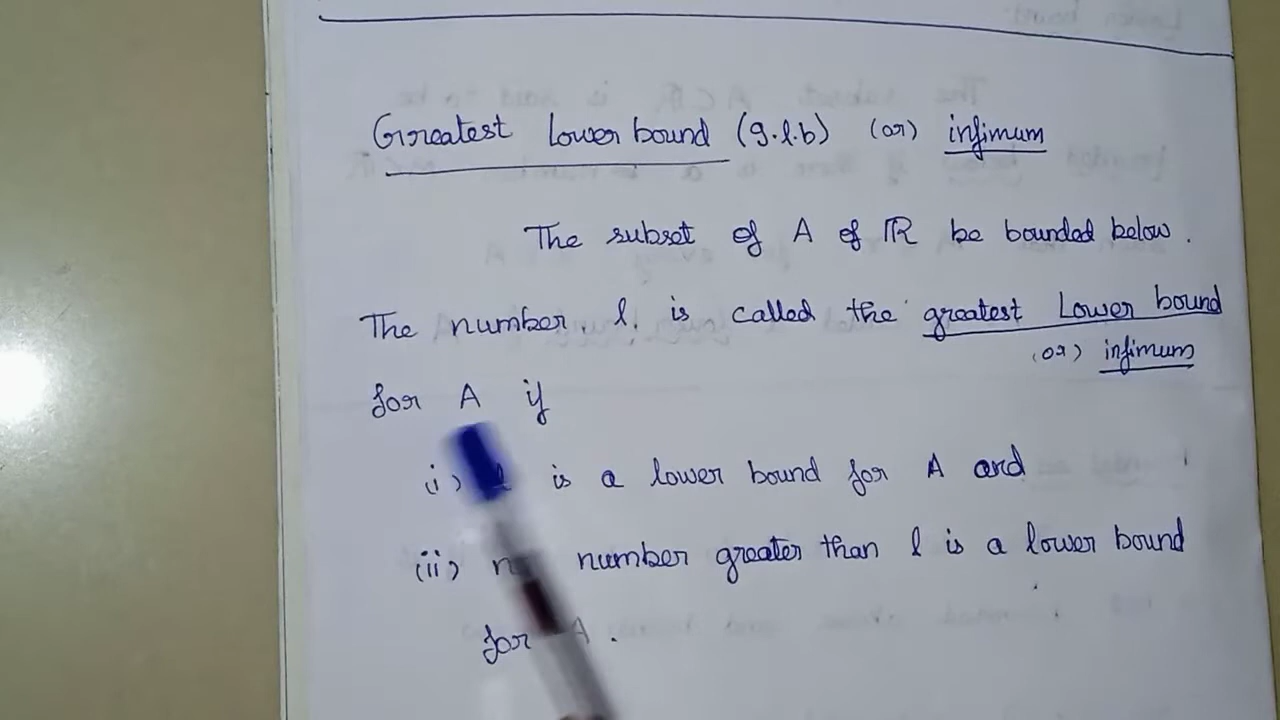 Greatest Lower bound (g.l.b) (or) infimum
The subset of A of ℝ be bounded below.
The number l is called the greatest Lower bound
(or) infimum
for A if
(i) l is a lower bound for A and
(ii) no number greater than l is a lower bound
for A.